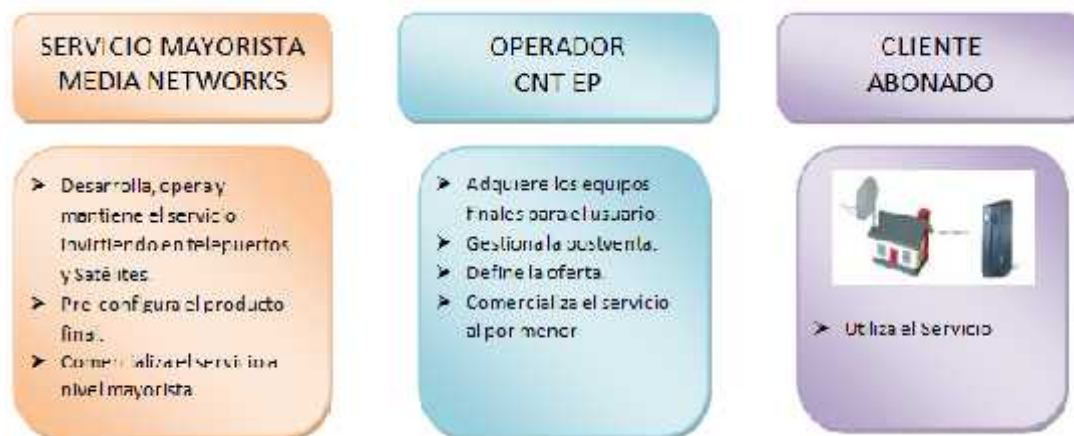 SERVICIO MAYORISTA
MEDIA NETWORKS
➤ Desarrolla, opera y
mantiene el servicio
invirtiendo en telepuertos
y Satélites.
➤ Pre-configura el producto
final.
➤ Comercializa el servicio a
nivel mayorista
OPERADOR
CNT EP
➤ Adquiere los equipos
finales para el usuario.
➤ Gestiona la postventa.
➤ Define la oferta.
➤ Comercializa el servicio
al por menor
CLIENTE
ABONADO
➤ Utiliza el Servicio